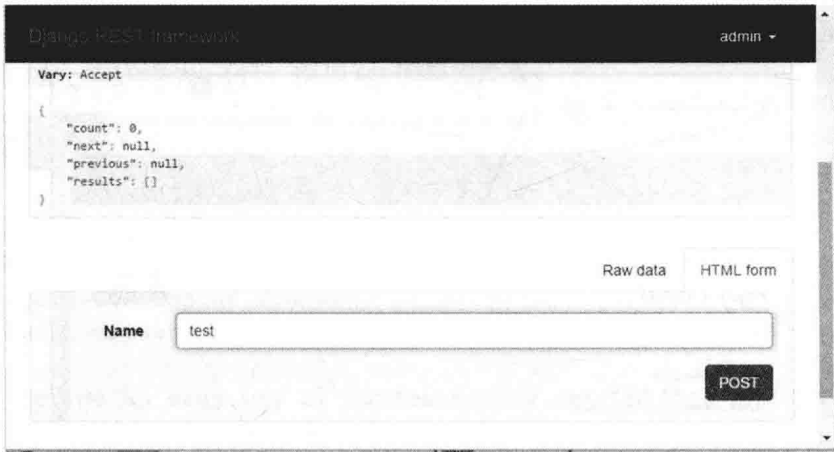 Django REST framework
admin
Vary: Accept
{
"count": 0,
"next": null,
"previous": null,
"results": []
}
Raw data HTML form
Name test
POST